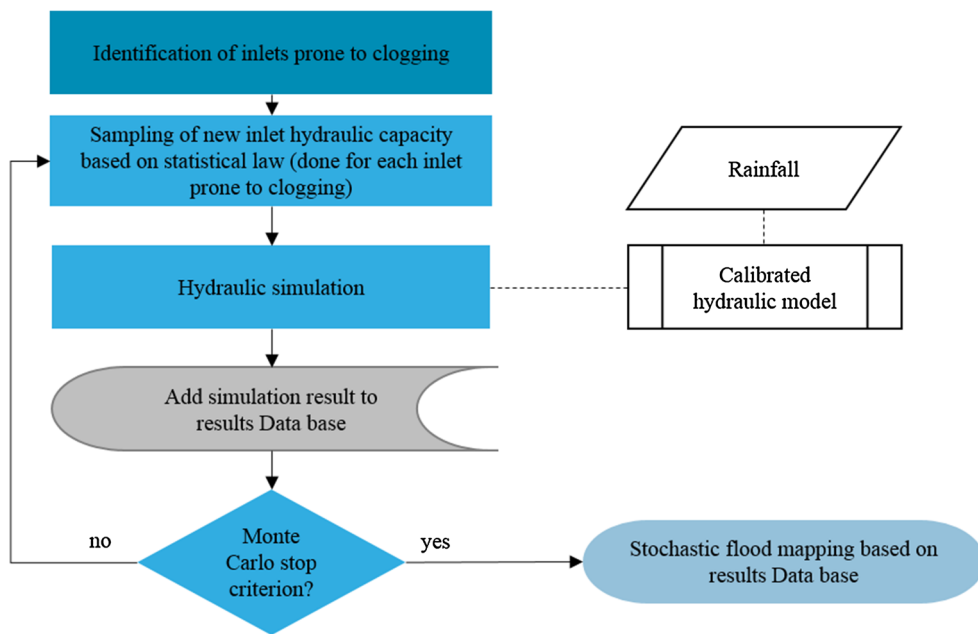 Identification of inlets prone to clogging
Sampling of new inlet hydraulic capacity
based on statistical law (done for each inlet
prone to clogging)
Rainfall
Hydraulic simulation
Calibrated
hydraulic model
Add simulation result to
results Data base
Monte
Carlo stop
criterion?
no
yes
Stochastic flood mapping based on
results Data base